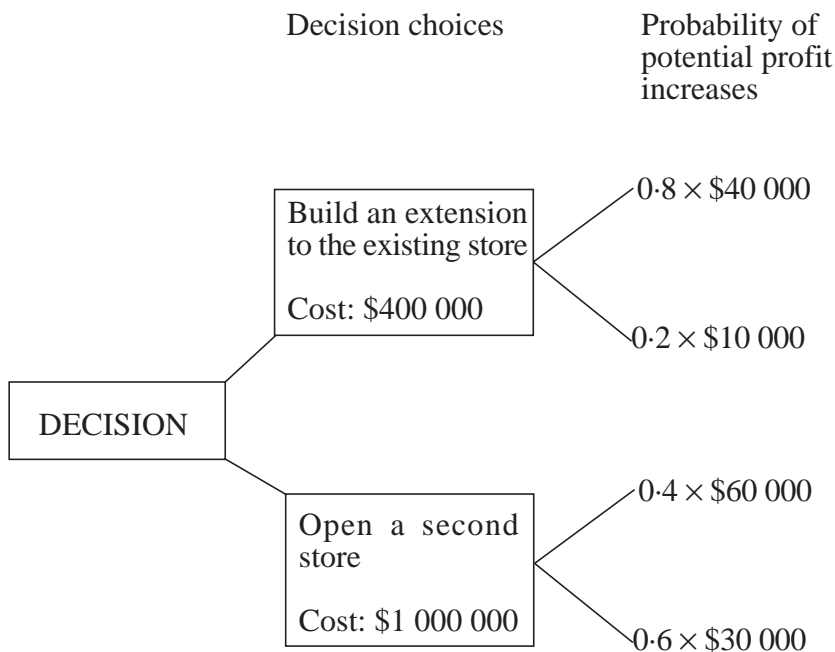 Decision choices
Probability of
potential profit
increases
Build an extension
to the existing store
Cost: $400 000
0·8 × $40 000
0·2 × $10 000
DECISION
Open a second
store
Cost: $1 000 000
0·4 × $60 000
0·6 × $30 000